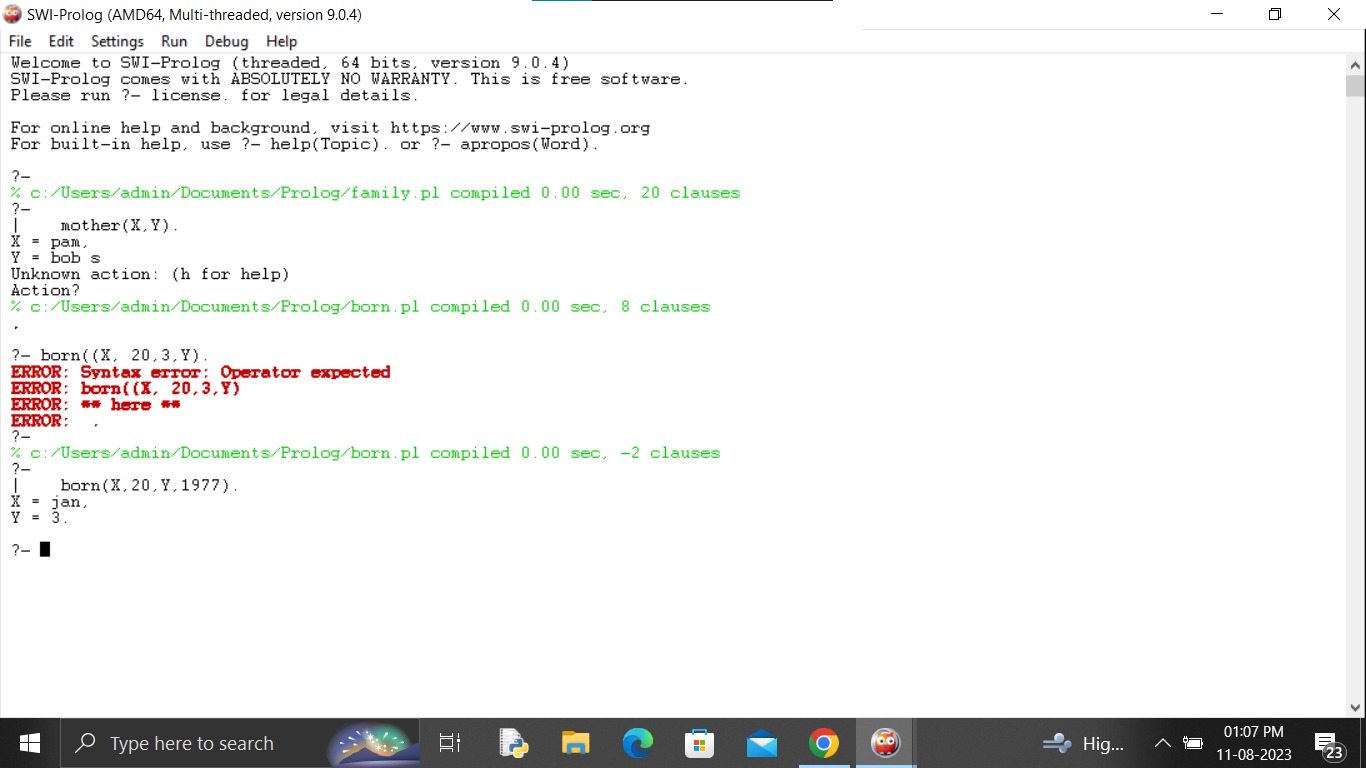 SWI-Prolog (AMD64, Multi-threaded, version 9.0.4)
File Edit Settings Run Debug Help
Welcome to SWI-Prolog (threaded, 64 bits, version 9.0.4)
SWI-Prolog comes with ABSOLUTELY NO WARRANTY. This is free software.
Please run ?- license. for legal details.
For online help and background, visit https://www.swi-prolog.org
For built-in help, use ?- help(Topic). or ?- apropos(Word).
?-
% c:/Users/admin/Documents/Prolog/family.pl compiled 0.00 sec, 20 clauses
?-
|    mother(X,Y).
X = pam,
Y = bob s
Unknown action: (h for help)
Action?
% c:/Users/admin/Documents/Prolog/born.pl compiled 0.00 sec, 8 clauses
.
?- born((X, 20,3,Y).
ERROR: Syntax error: Operator expected
ERROR: born((X, 20,3,Y)
ERROR: ** here **
ERROR:  .
?-
% c:/Users/admin/Documents/Prolog/born.pl compiled 0.00 sec, -2 clauses
?-
|    born(X,20,Y,1977).
X = jan,
Y = 3.
?-
Type here to search
Hig...
01:07 PM
11-08-2023
23